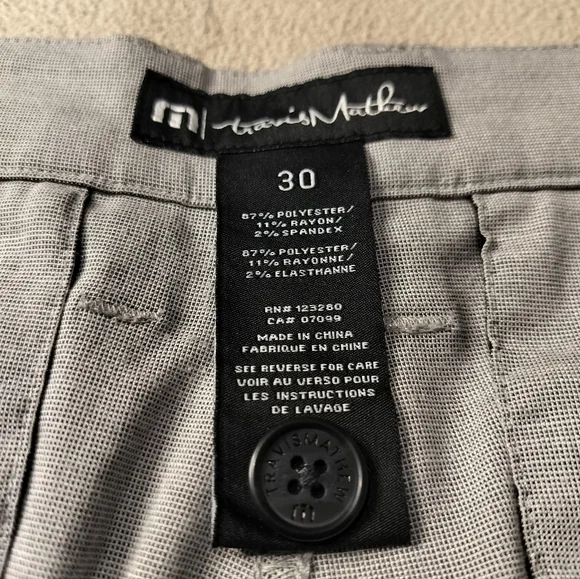 m | TravisMathew
30
87% POLYESTER/
11% RAYON/
2% SPANDEX
87% POLYESTER/
11% RAYONNE/
2% ELASTHANNE
RN# 123280
CA# 07099
MADE IN CHINA
FABRIQUE EN CHINE
SEE REVERSE FOR CARE
VOIR AU VERSO POUR
LES INSTRUCTIONS
DE LAVAGE
TRAVISMATHEW
m